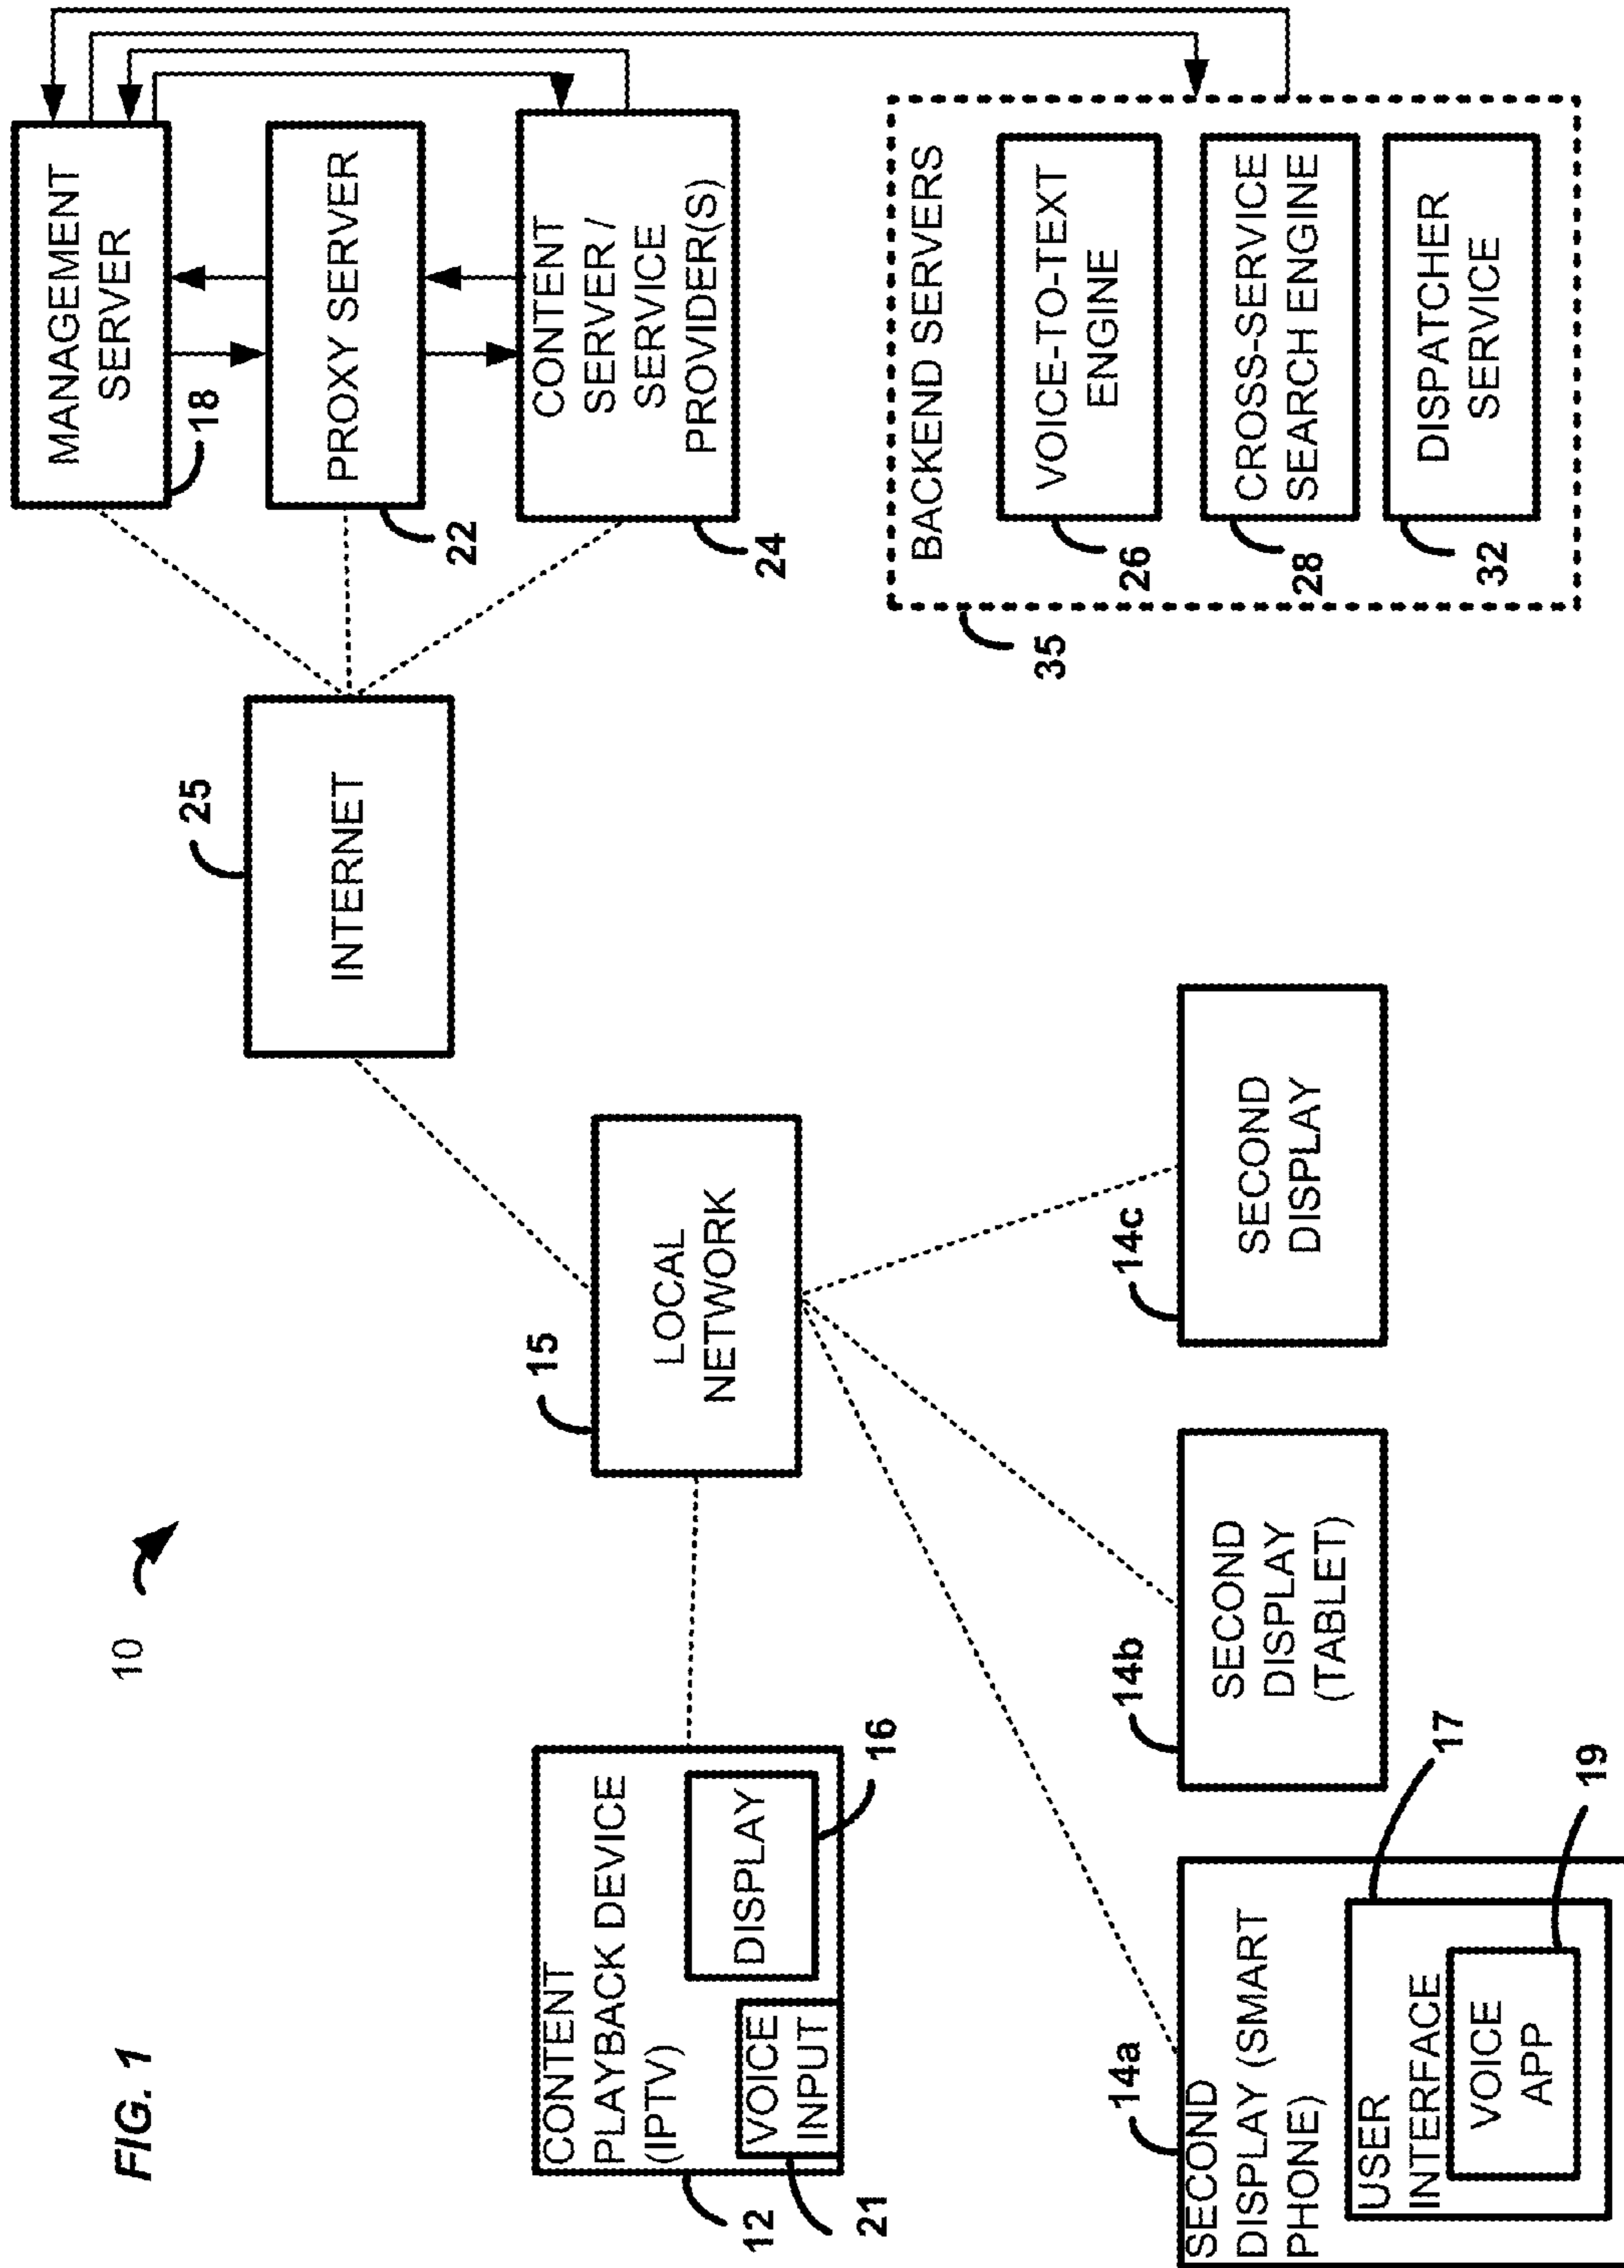 FIG. 1
10
CONTENT
PLAYBACK DEVICE
(IPTV)
VOICE
INPUT
DISPLAY
12
21
16
15
LOCAL
NETWORK
25
INTERNET
MANAGEMENT
SERVER
18
PROXY SERVER
22
CONTENT
SERVER /
SERVICE
PROVIDER(S)
24
14a
SECOND
DISPLAY (SMART
PHONE)
USER
INTERFACE
VOICE
APP
17
19
14b
SECOND
DISPLAY
(TABLET)
14c
SECOND
DISPLAY
35
BACKEND SERVERS
VOICE-TO-TEXT
ENGINE
26
CROSS-SERVICE
SEARCH ENGINE
28
DISPATCHER
SERVICE
32